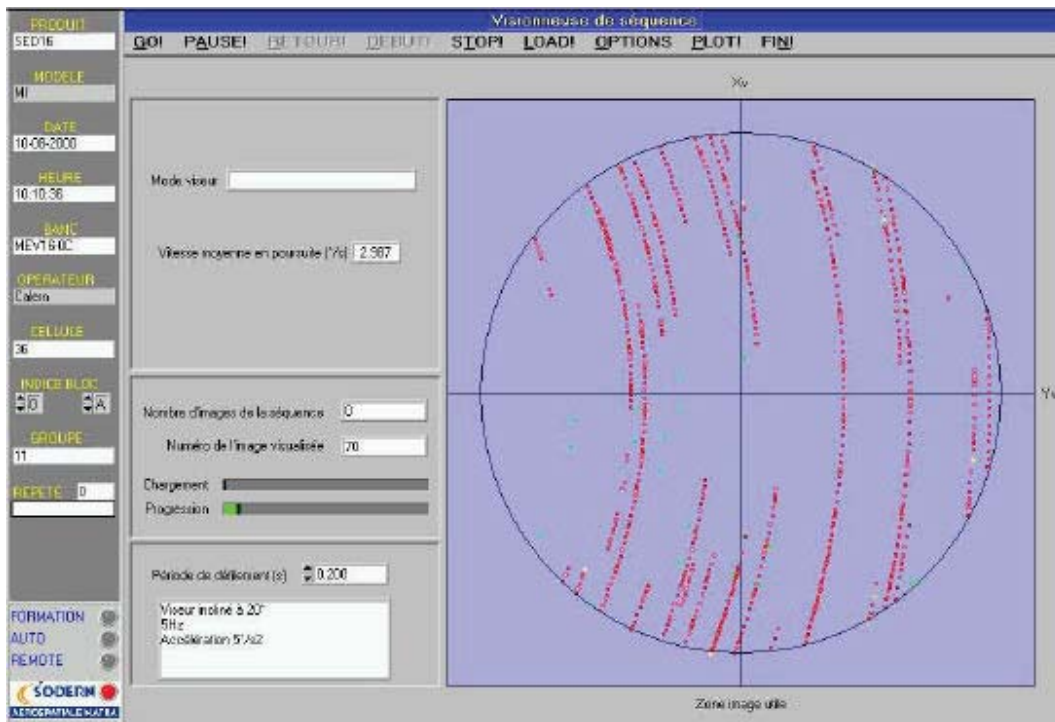 PRODUIT
SED16
MODELE
MI
DATE
10-08-2000
HEURE
10:10:36
BANC
OPERATEUR
Calern
CELLULE
36
INDICE BLOC
0 A
GROUPE
11
REPETE 0
FORMATION
AUTO
REMOTE
SODERN
AEROSPATIALE MATRA
Visionneuse de séquence
GO! PAUSE! RETOUR! DEBUT! STOP! LOAD! OPTIONS PLOT! FIN!
Mode viseur
Vitesse moyenne en poursuite (°/s) 2.987
Nombre d'images de la séquence 0
Numéro de l'image visualisée 70
Chargement
Progression
Période de défilement (s) 0.200
Viseur incliné à 20°
5Hz
Accélération 5°/s2
Xv
Yv
Zone image utile